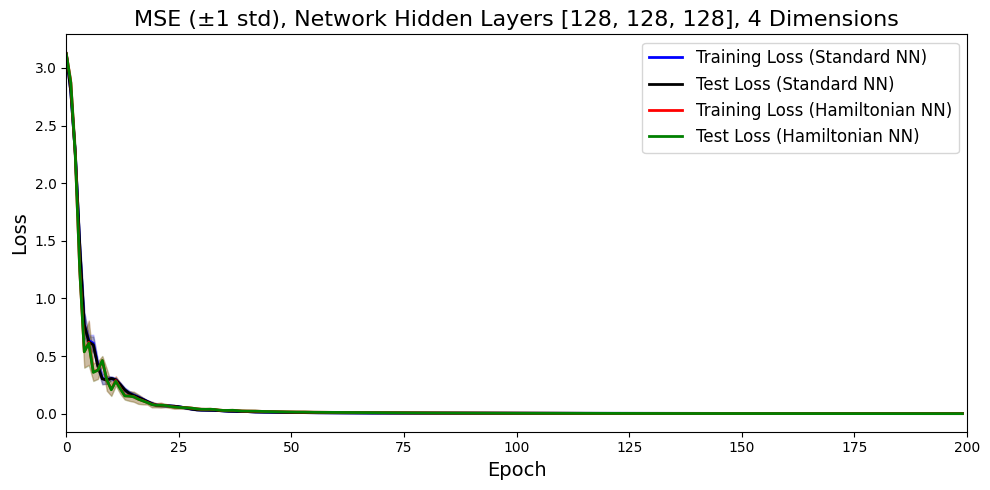 MSE (±1 std), Network Hidden Layers [128, 128, 128], 4 Dimensions
Training Loss (Standard NN)
Test Loss (Standard NN)
Training Loss (Hamiltonian NN)
Test Loss (Hamiltonian NN)
Loss
3.0
2.5
2.0
1.5
1.0
0.5
0.0
0 25 50 75 100 125 150 175 200
Epoch